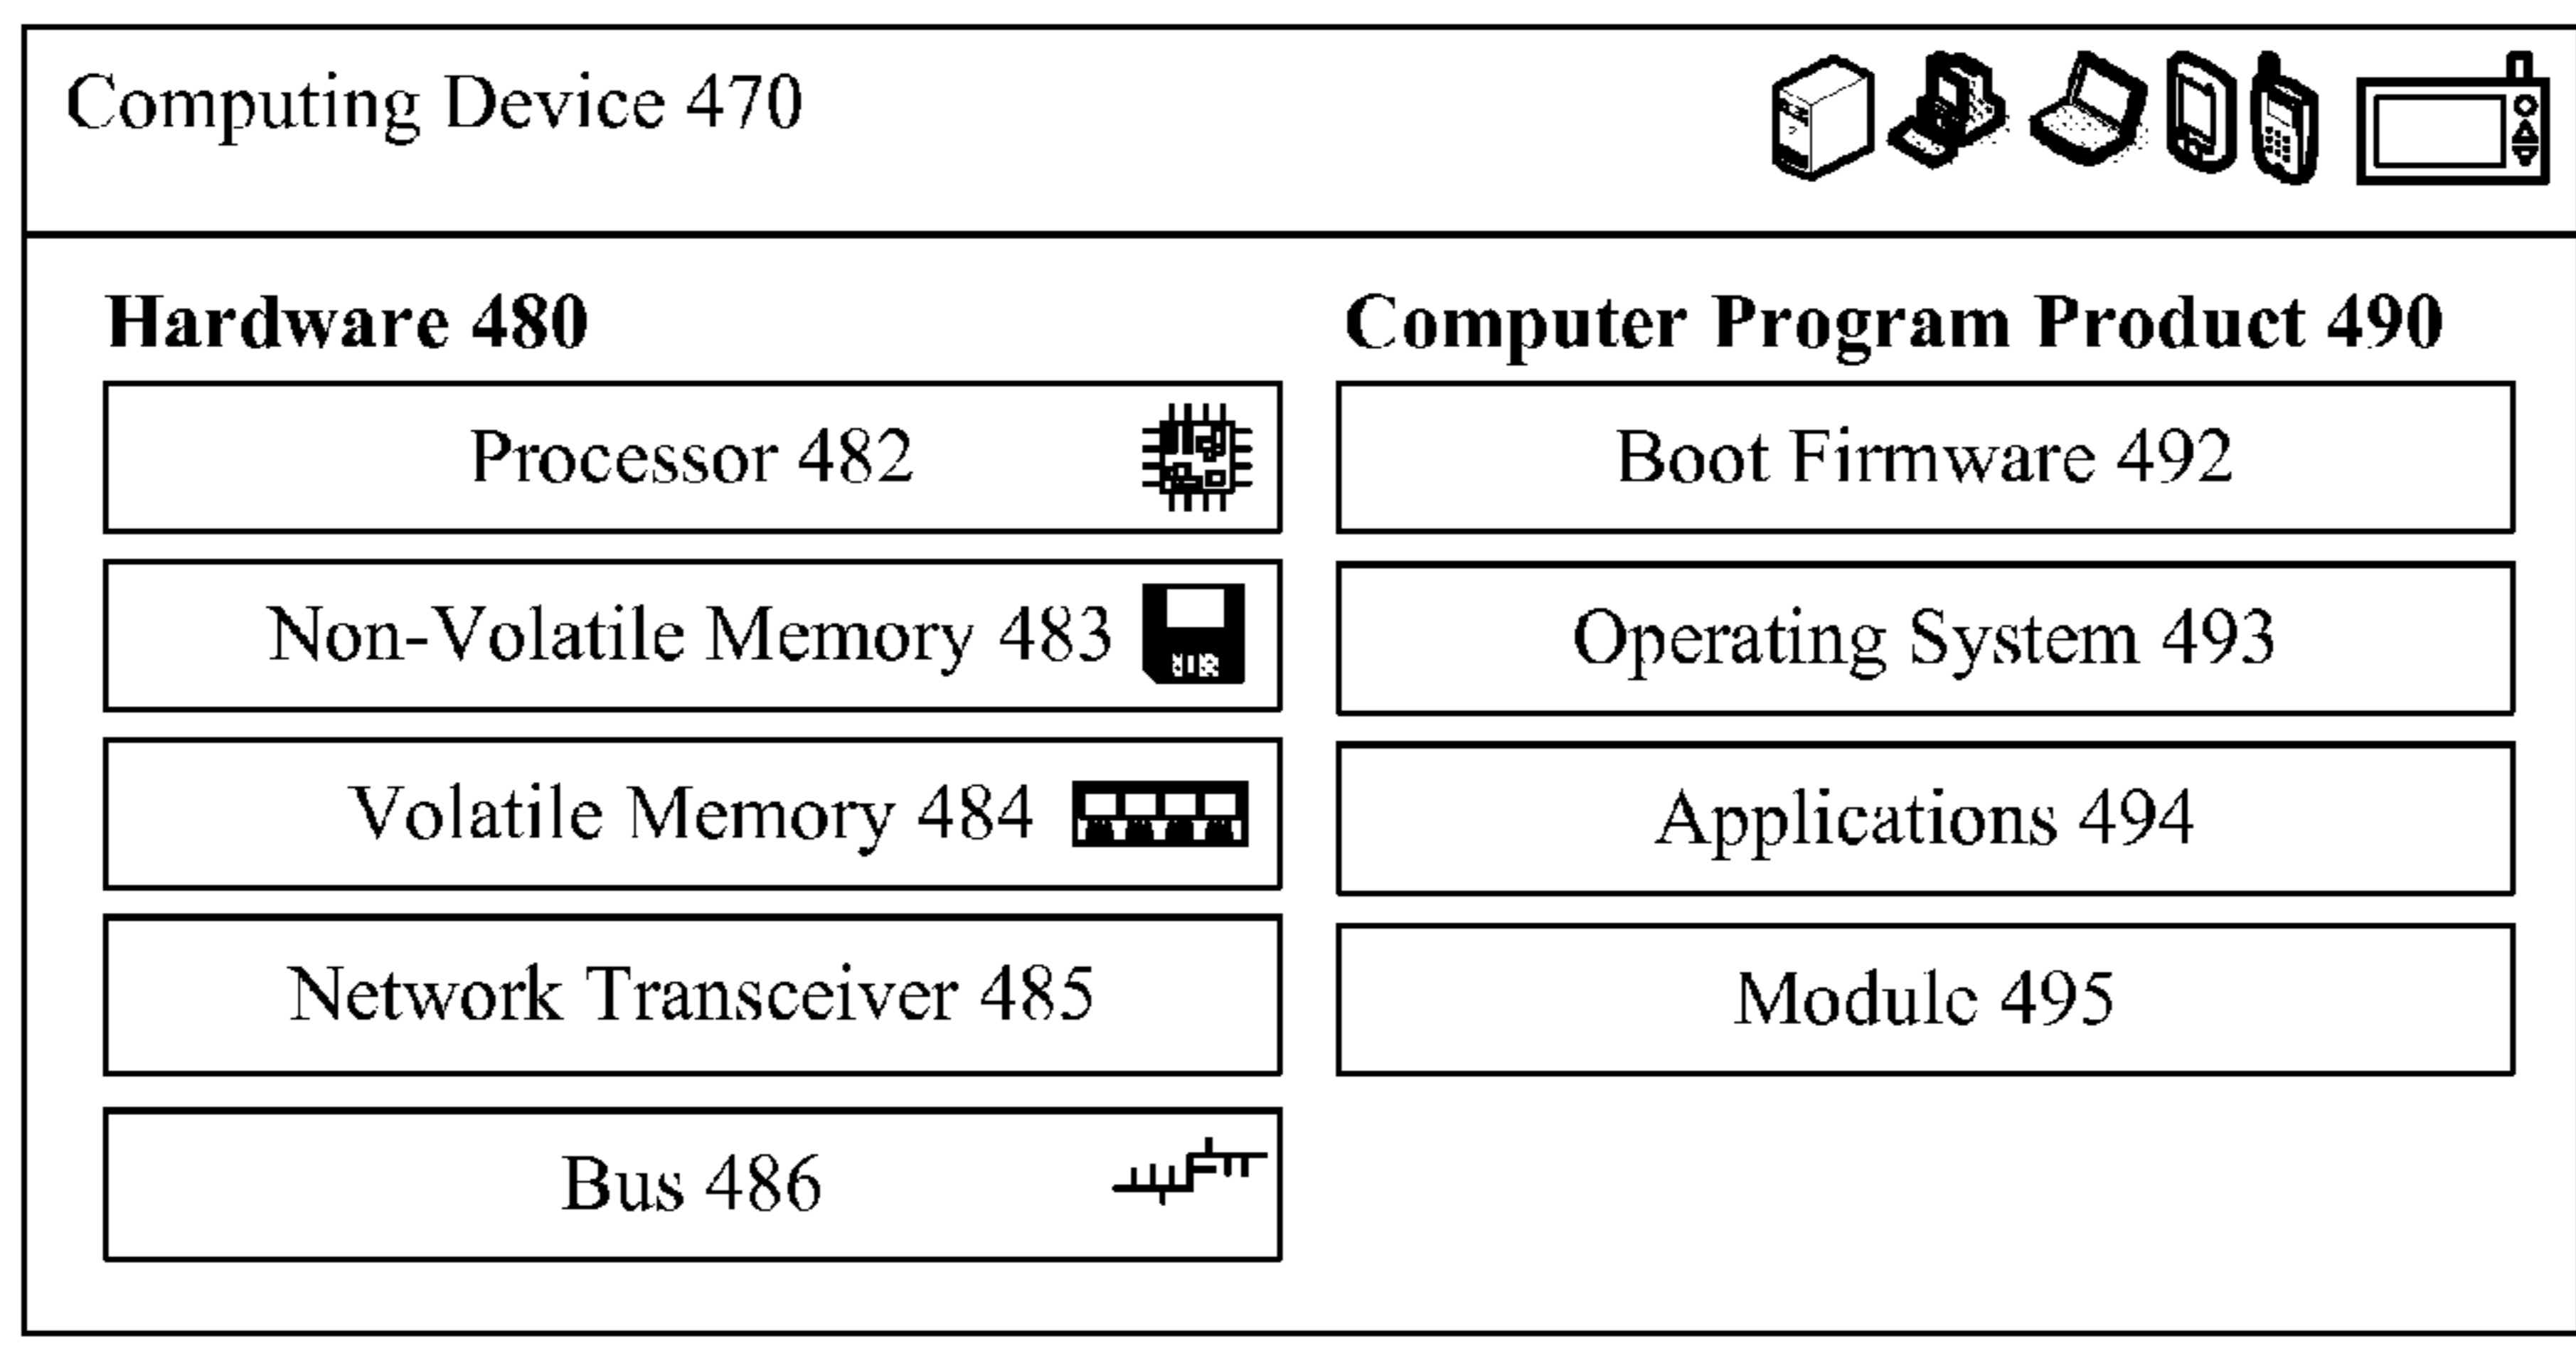 Computing Device 470
Hardware 480
Processor 482
Non-Volatile Memory 483
Volatile Memory 484
Network Transceiver 485
Bus 486
Computer Program Product 490
Boot Firmware 492
Operating System 493
Applications 494
Module 495